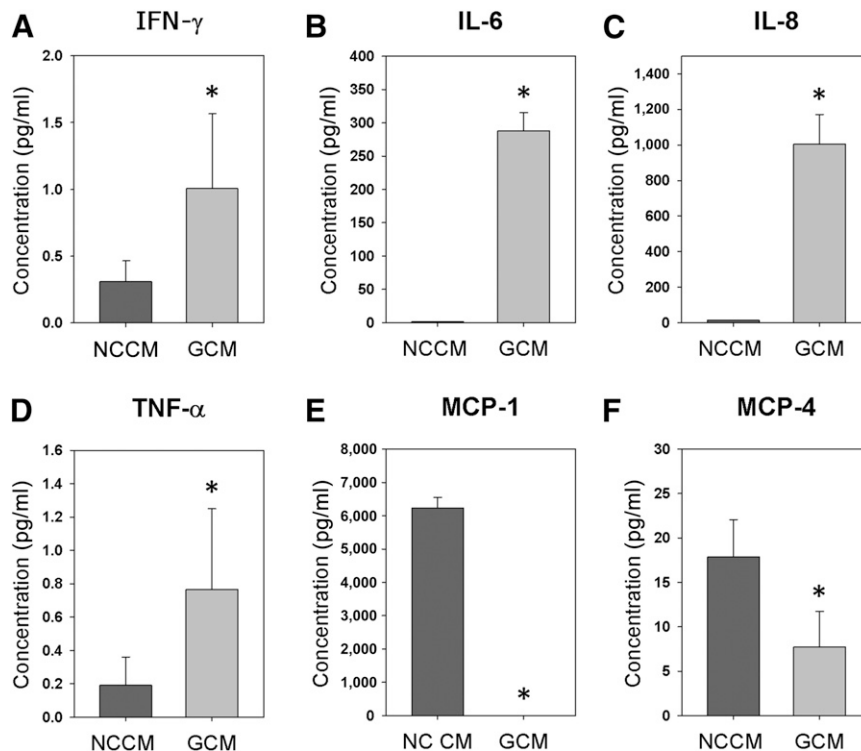 A IFN-γ
Concentration (pg/ml)
2.0
1.5
1.0
0.5
0.0
*
NCCM GCM
B IL-6
Concentration (pg/ml)
400
350
300
250
200
150
100
50
0
*
NCCM GCM
C IL-8
Concentration (pg/ml)
1,400
1,200
1,000
800
600
400
200
0
*
NCCM GCM
D TNF-α
Concentration (pg/ml)
1.6
1.4
1.2
1.0
0.8
0.6
0.4
0.2
0.0
*
NCCM GCM
E MCP-1
Concentration (pg/ml)
8,000
7,000
6,000
5,000
4,000
3,000
2,000
1,000
0
*
NC CM GCM
F MCP-4
Concentration (pg/ml)
30
25
20
15
10
5
0
*
NCCM GCM